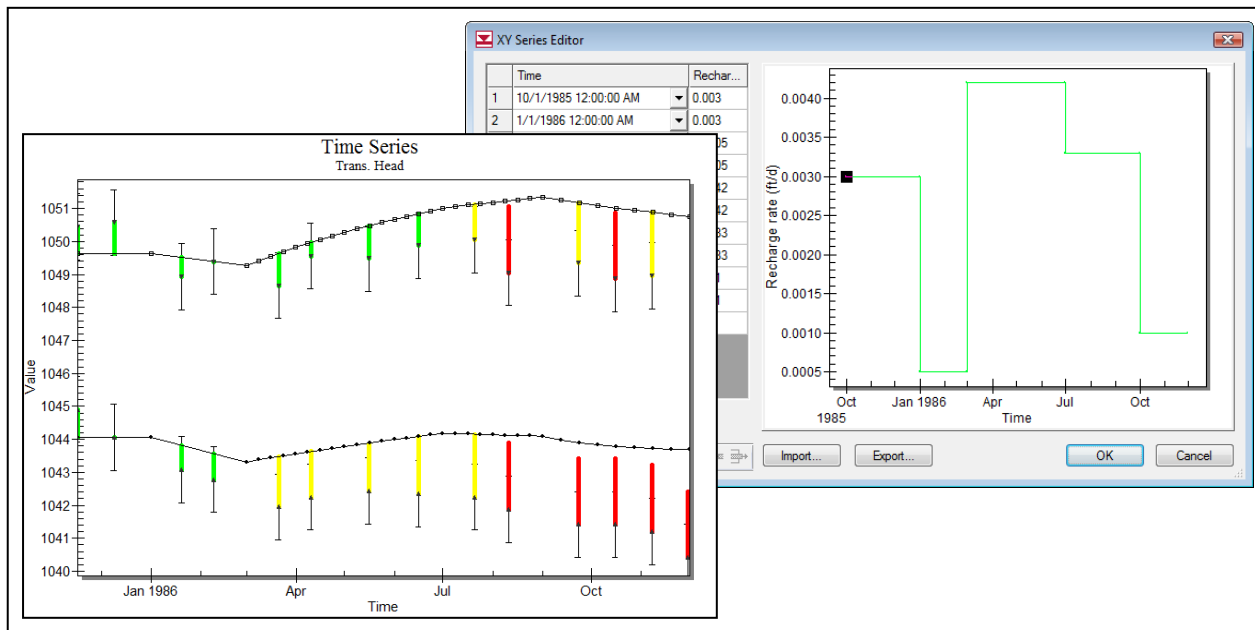 XY Series Editor
Time Rechar...
1 10/1/1985 12:00:00 AM 0.003
2 1/1/1986 12:00:00 AM 0.003
05
05
42
42
33
33
0.0040
0.0035
0.0030
0.0025
0.0020
0.0015
0.0010
0.0005
Recharge rate (ft/d)
Oct Jan 1986 Apr Jul Oct
1985
Time
Import... Export... OK Cancel
Time Series
Trans. Head
1051
1050
1049
1048
1047
1046
1045
1044
1043
1042
1041
1040
Value
Jan 1986 Apr Jul Oct
Time